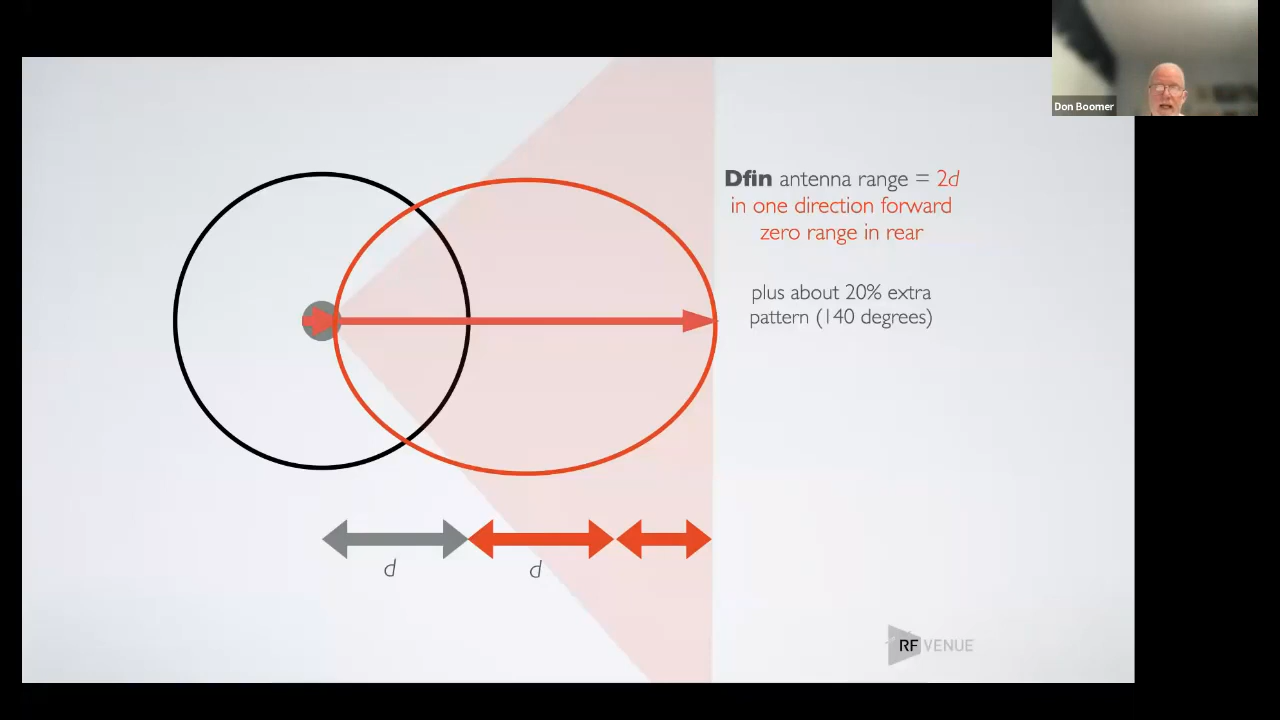 Don Boomer
Dfin antenna range = 2d
in one direction forward
zero range in rear
plus about 20% extra
pattern (140 degrees)
d
d
RF VENUE